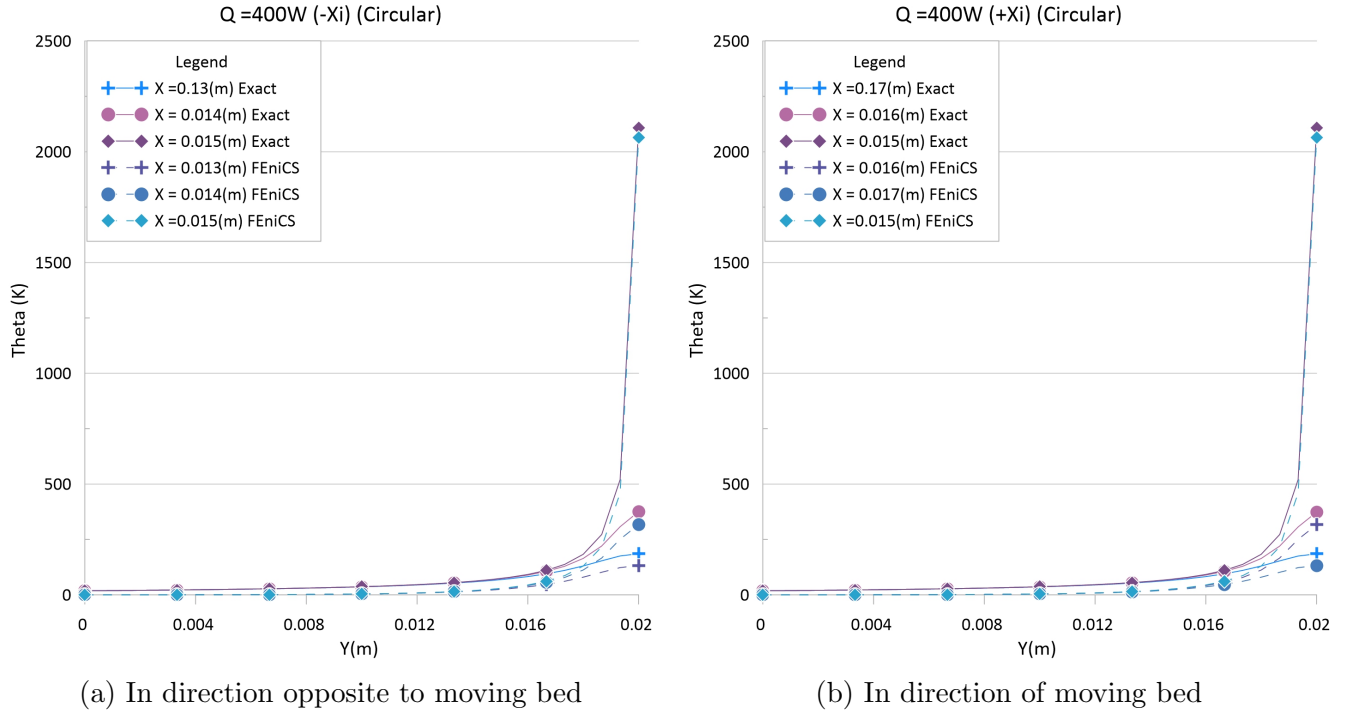 Q =400W (-Xi) (Circular)
2500
2000
1500
1000
500
0
Theta (K)
Legend
X =0.13(m) Exact
X = 0.014(m) Exact
X = 0.015(m) Exact
X = 0.013(m) FEniCS
X = 0.014(m) FEniCS
X =0.015(m) FEniCS
0 0.004 0.008 0.012 0.016 0.02
Y(m)
(a) In direction opposite to moving bed
Q =400W (+Xi) (Circular)
2500
2000
1500
1000
500
0
Theta (K)
Legend
X =0.17(m) Exact
X = 0.016(m) Exact
X = 0.015(m) Exact
X = 0.016(m) FEniCS
X = 0.017(m) FEniCS
X =0.015(m) FEniCS
0 0.004 0.008 0.012 0.016 0.02
Y(m)
(b) In direction of moving bed